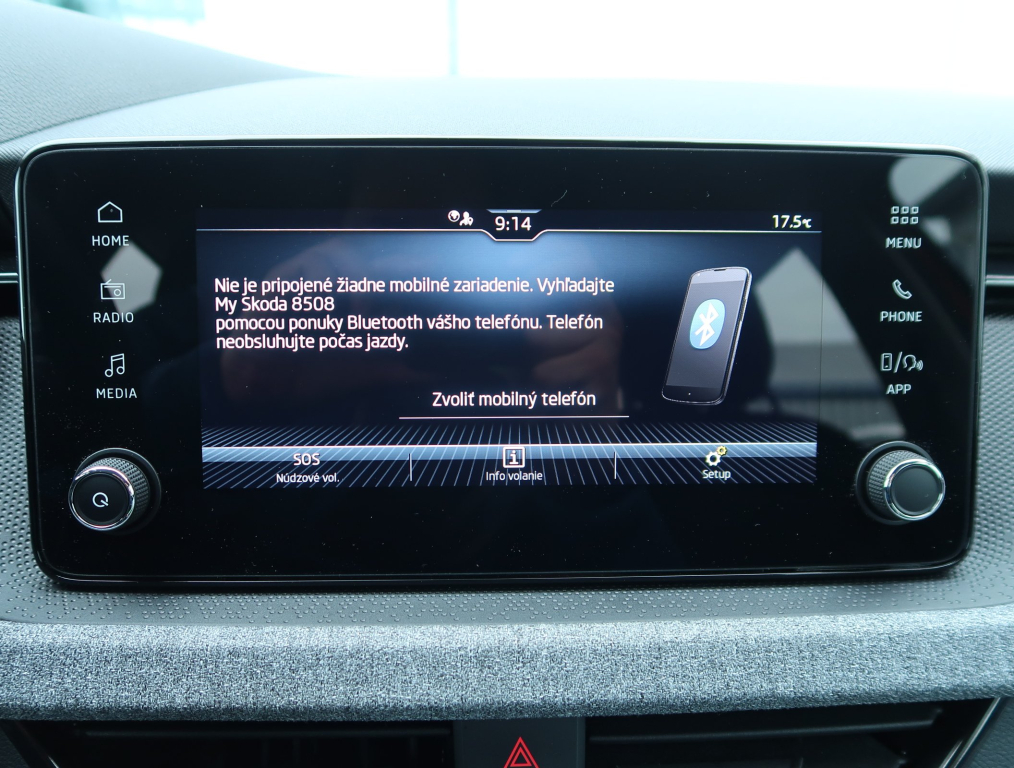 9:14
17.5°C
HOME
MENU
Nie je pripojené žiadne mobilné zariadenie. Vyhľadajte
My Skoda 8508
pomocou ponuky Bluetooth vášho telefónu. Telefón
neobsluhujte počas jazdy.
RADIO
PHONE
MEDIA
APP
Zvoliť mobilný telefón
SOS
Núdzové vol.
Info volanie
Setup